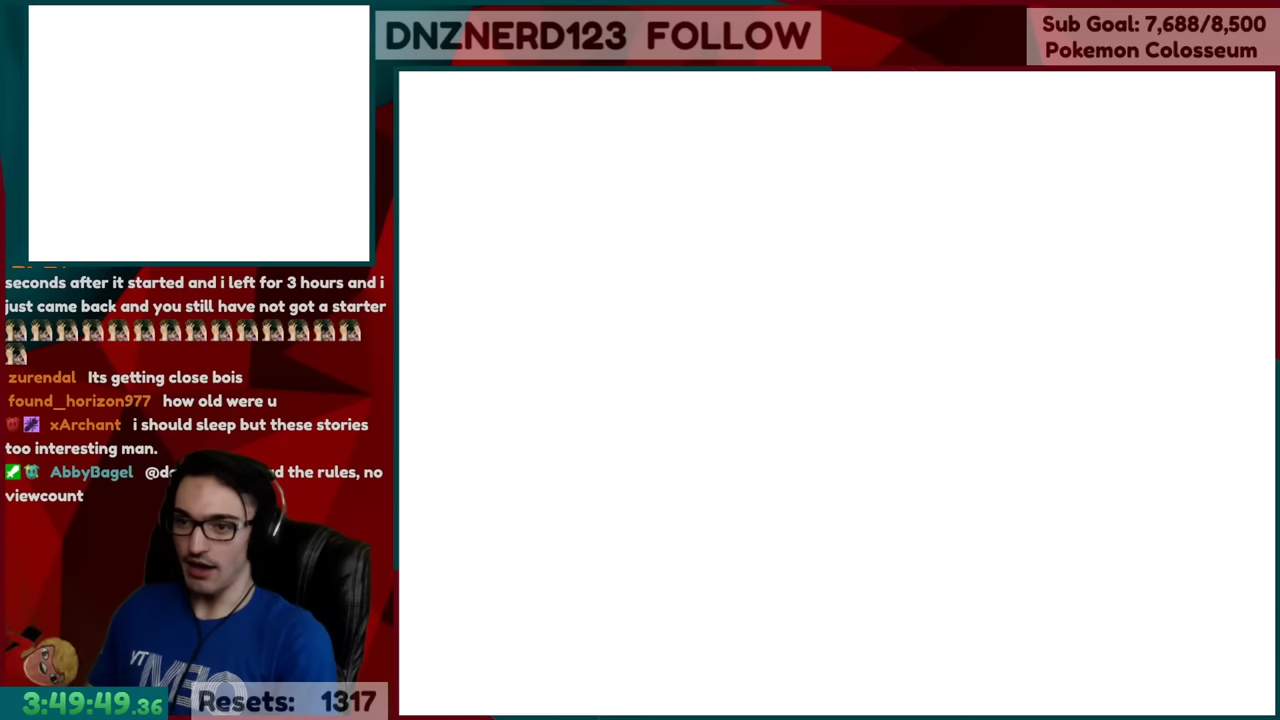 DNZNERD123 FOLLOW
Sub Goal: 7,688/8,500
Pokemon Colosseum
seconds after it started and i left for 3 hours and i
just came back and you still have not got a starter
zurendal Its getting close bois
found_horizon977 how old were u
xArchant i should sleep but these stories
too interesting man.
AbbyBagel the rules, no
viewcount
YT
3:49:49.36
Resets: 1317